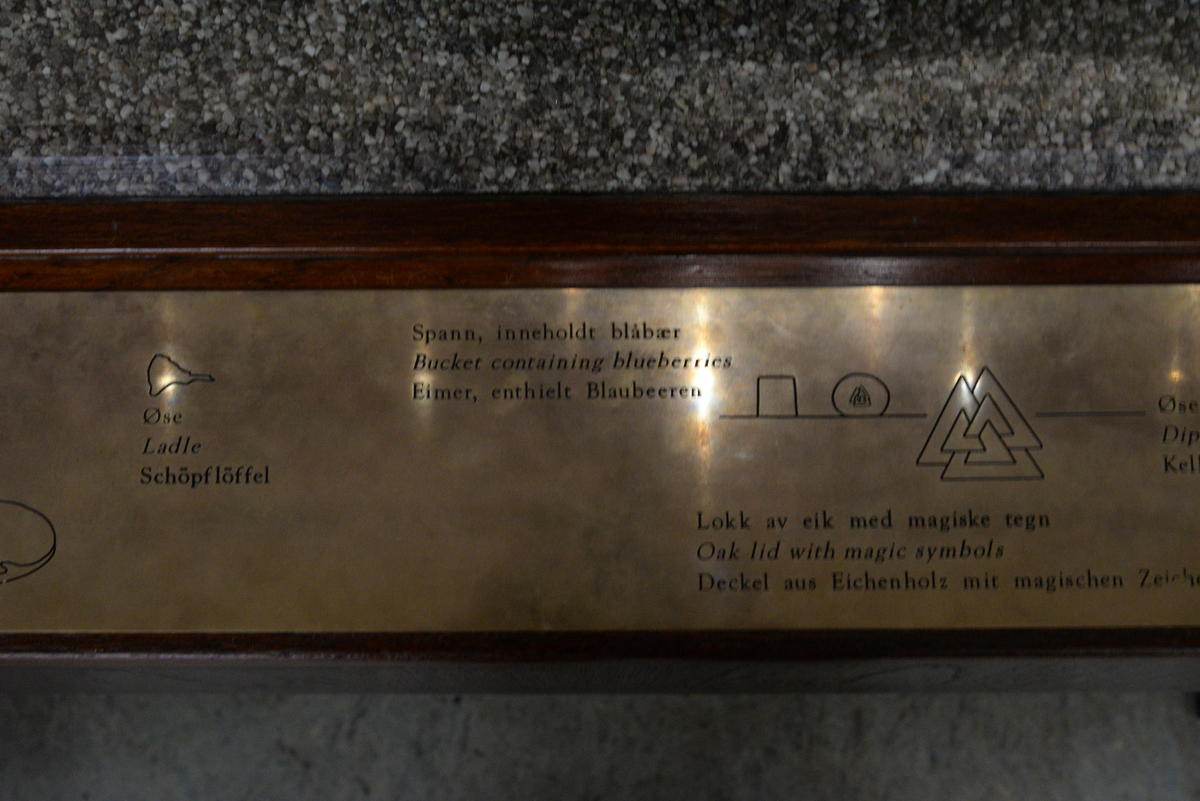 Øse
Ladle
Schöpflöffel
Spann, inneholdt blåbær
Bucket containing blueberries
Eimer, enthielt Blaubeeren
Lokk av eik med magiske tegn
Oak lid with magic symbols
Deckel aus Eichenholz mit magischen
Øse